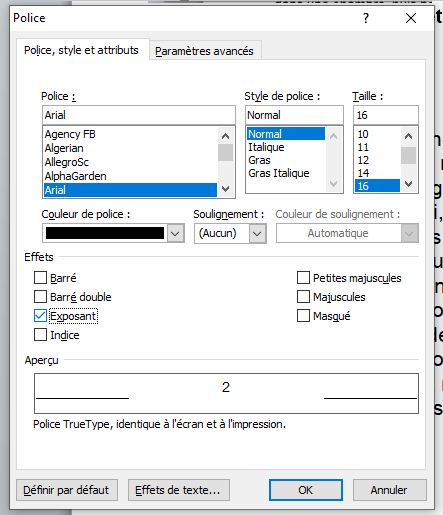 Police
Police, style et attributs
Paramètres avancés
Police :
Style de police :
Taille :
Arial
Normal
16
Agency FB
Algerian
AllegroSc
AlphaGarden
Arial
Normal
Italique
Gras
Gras Italique
10
11
12
14
16
Couleur de police :
Soulignement :
Couleur de soulignement :
(Aucun)
Automatique
Effets
Barré
Petites majuscules
Barré double
Majuscules
Exposant
Masqué
Indice
Aperçu
2
Police TrueType, identique à l'écran et à l'impression.
Définir par défaut
Effets de texte...
OK
Annuler